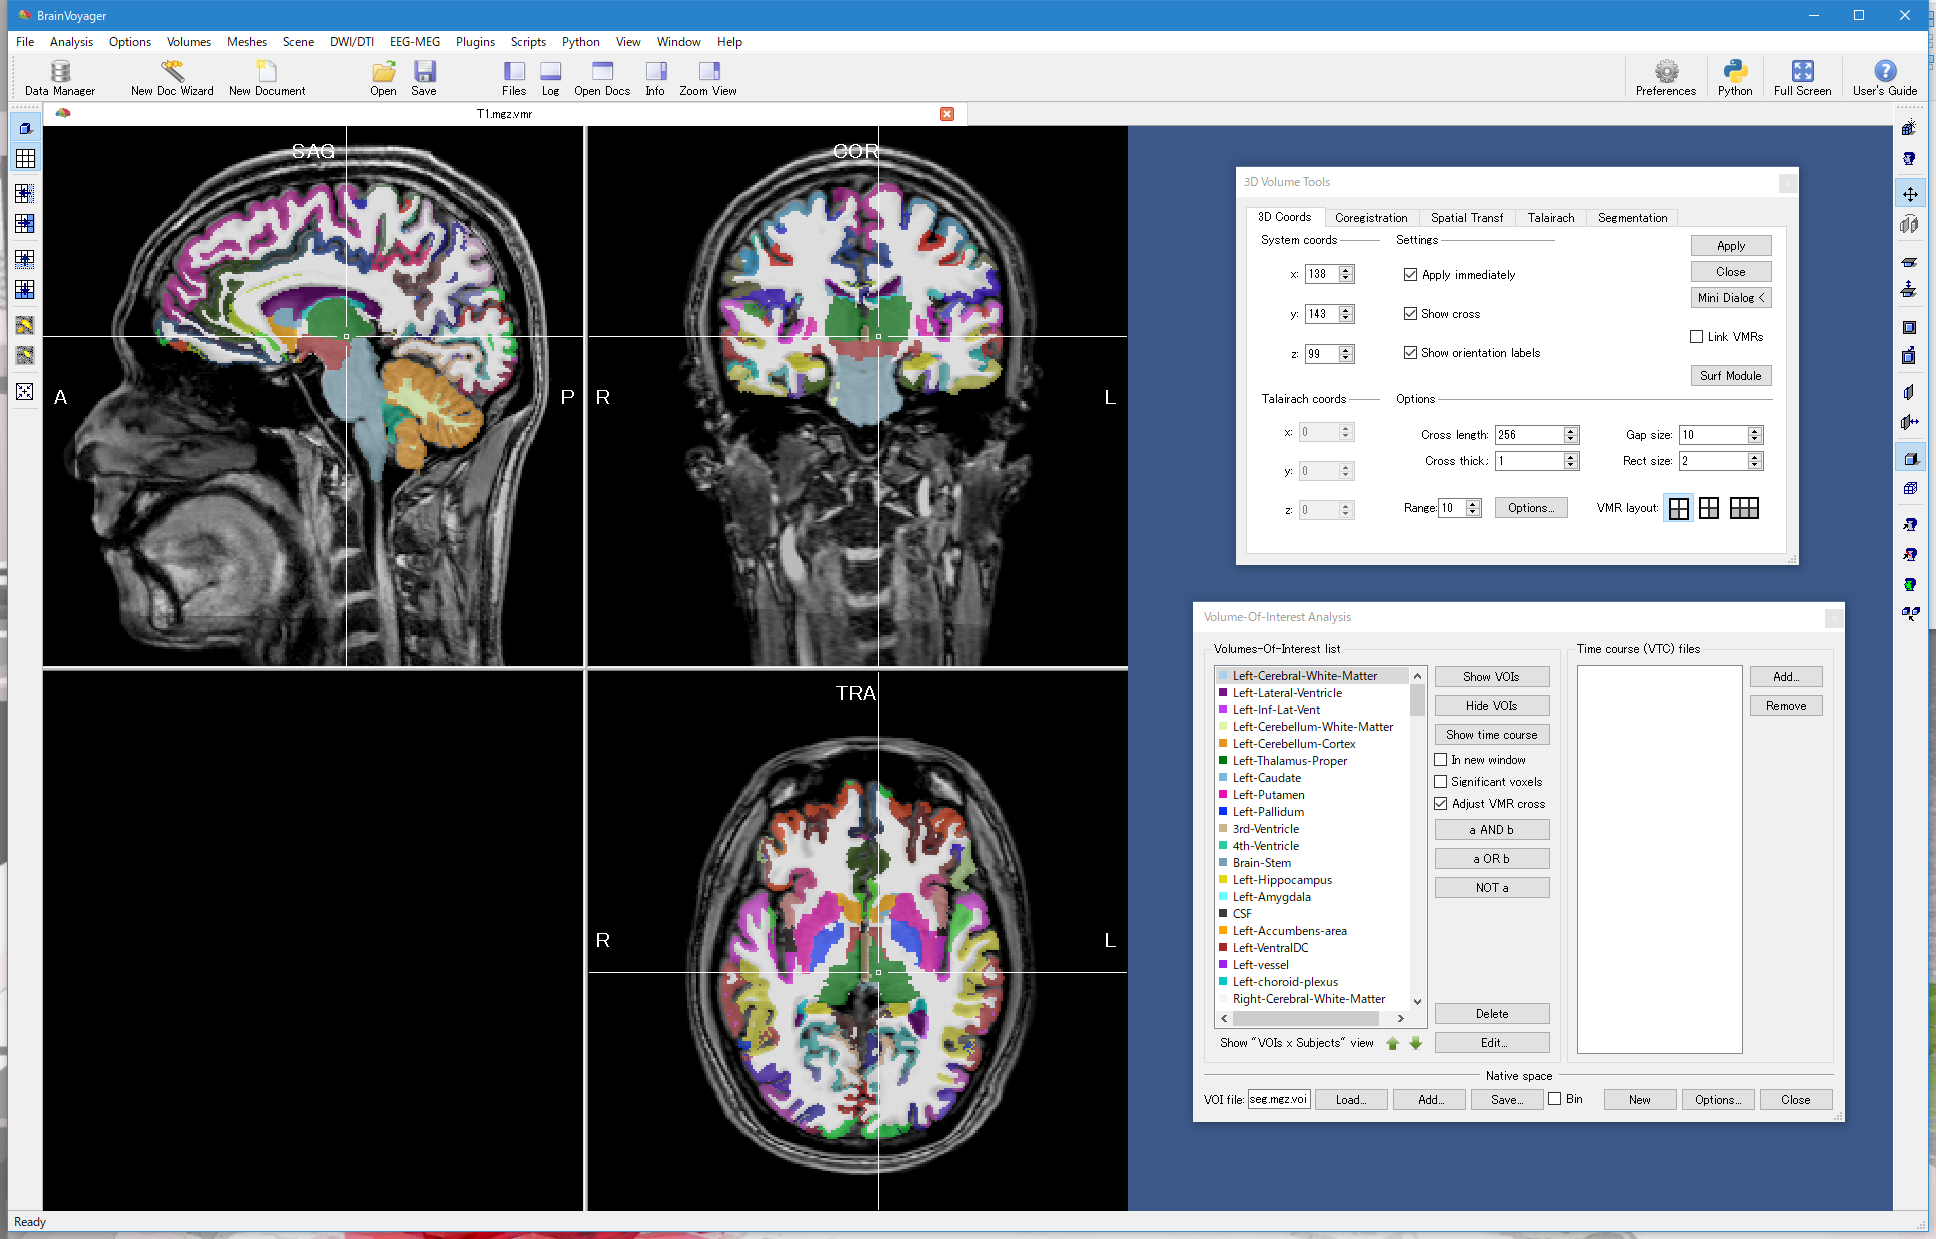 BrainVoyager
File Analysis Options Volumes Meshes Scene DWI/DTI EEG-MEG Plugins Scripts Python View Window Help
Data Manager New Doc Wizard New Document Open Save Files Log Open Docs Info Zoom View Preferences Python Full Screen User's Guide
T1.mgz.vmr
SAG
A
P
COR
R
L
TRA
R
L
3D Volume Tools
3D Coords Coregistration Spatial Transf Talairach Segmentation
System coords
x: 138
y: 143
z: 99
Settings
Apply immediately
Show cross
Show orientation labels
Apply
Close
Mini Dialog <
Link VMRs
Surf Module
Talairach coords
x: 0
y: 0
z: 0
Options
Cross length: 256
Gap size: 10
Cross thick.: 1
Rect size: 2
Range: 10
Options...
VMR layout:
Volume-Of-Interest Analysis
Volumes-Of-Interest list
Left-Cerebral-White-Matter
Left-Lateral-Ventricle
Left-Inf-Lat-Vent
Left-Cerebellum-White-Matter
Left-Cerebellum-Cortex
Left-Thalamus-Proper
Left-Caudate
Left-Putamen
Left-Pallidum
3rd-Ventricle
4th-Ventricle
Brain-Stem
Left-Hippocampus
Left-Amygdala
CSF
Left-Accumbens-area
Left-VentralDC
Left-vessel
Left-choroid-plexus
Right-Cerebral-White-Matter
Show "VOIs x Subjects" view
Show VOIs
Hide VOIs
Show time course
In new window
Significant voxels
Adjust VMR cross
a AND b
a OR b
NOT a
Delete
Edit...
Time course (VTC) files
Add...
Remove
Native space
VOI file: seg.mgz.voi Load... Add... Save... Bin New Options... Close
Ready